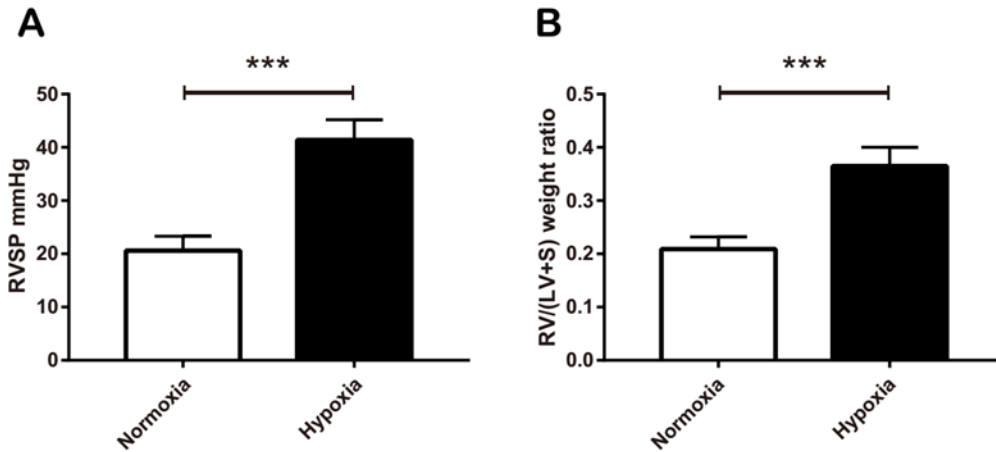 A
***
RVSP mmHg
50
40
30
20
10
0
Normoxia
Hypoxia
B
***
RV/(LV+S) weight ratio
0.5
0.4
0.3
0.2
0.1
0.0
Normoxia
Hypoxia